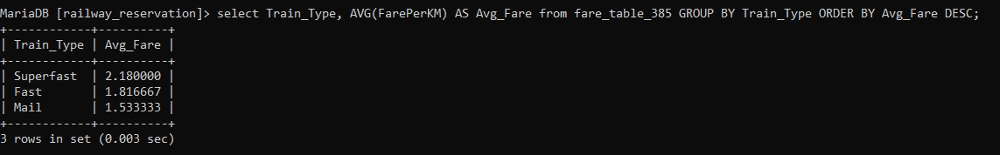 MariaDB [railway_reservation]> select Train_Type, AVG(FarePerKM) AS Avg_Fare from fare_table_385 GROUP BY Train_Type ORDER BY Avg_Fare DESC;
+------------+----------+
| Train_Type | Avg_Fare |
+------------+----------+
| Superfast  | 2.180000 |
| Fast       | 1.816667 |
| Mail       | 1.533333 |
+------------+----------+
3 rows in set (0.003 sec)